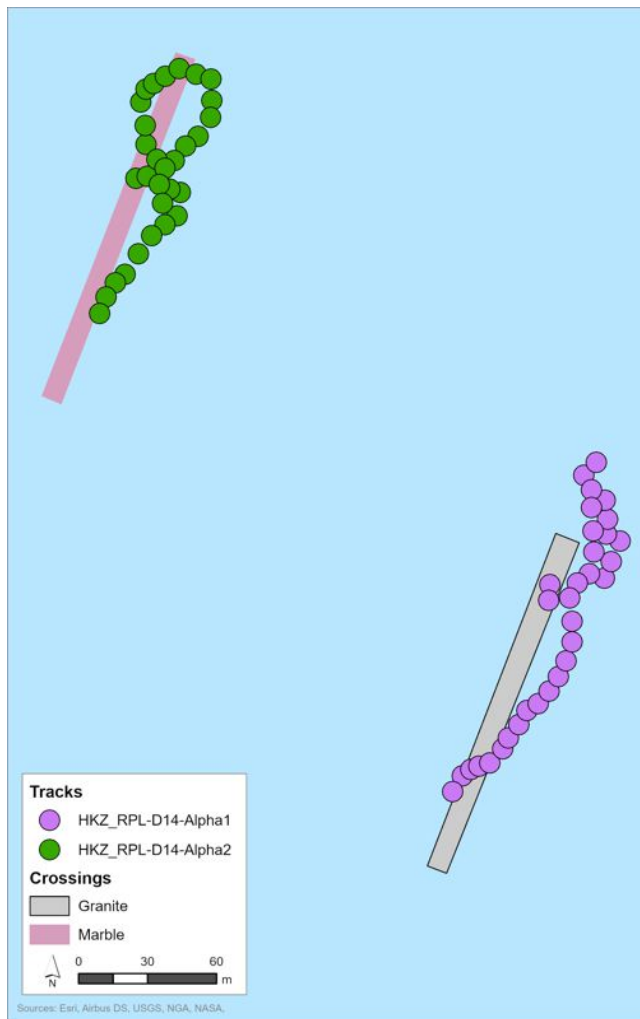 Tracks
HKZ_RPL-D14-Alpha1
HKZ_RPL-D14-Alpha2
Crossings
Granite
Marble
0 30 60
N m
Sources: Esri, Airbus DS, USGS, NGA, NASA,